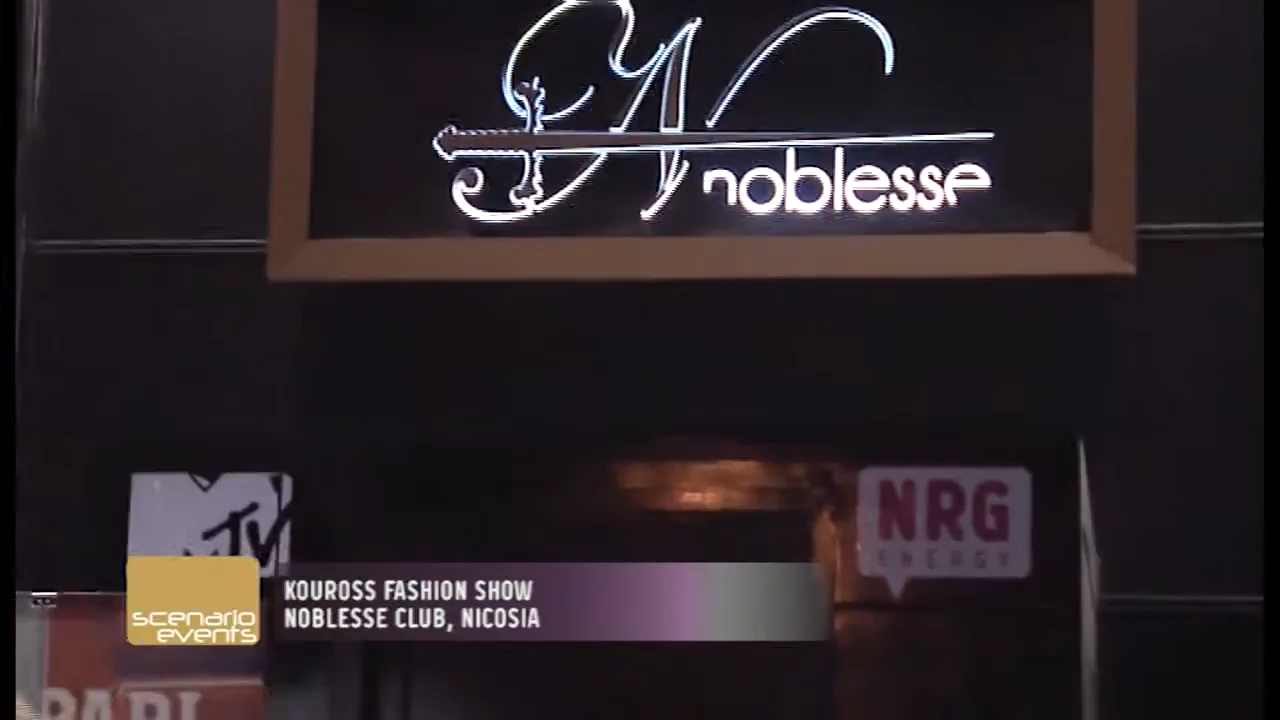 N
noblesse
MTV
NRG
ENERGY
scenario
events
KOUROSS FASHION SHOW
NOBLESSE CLUB, NICOSIA